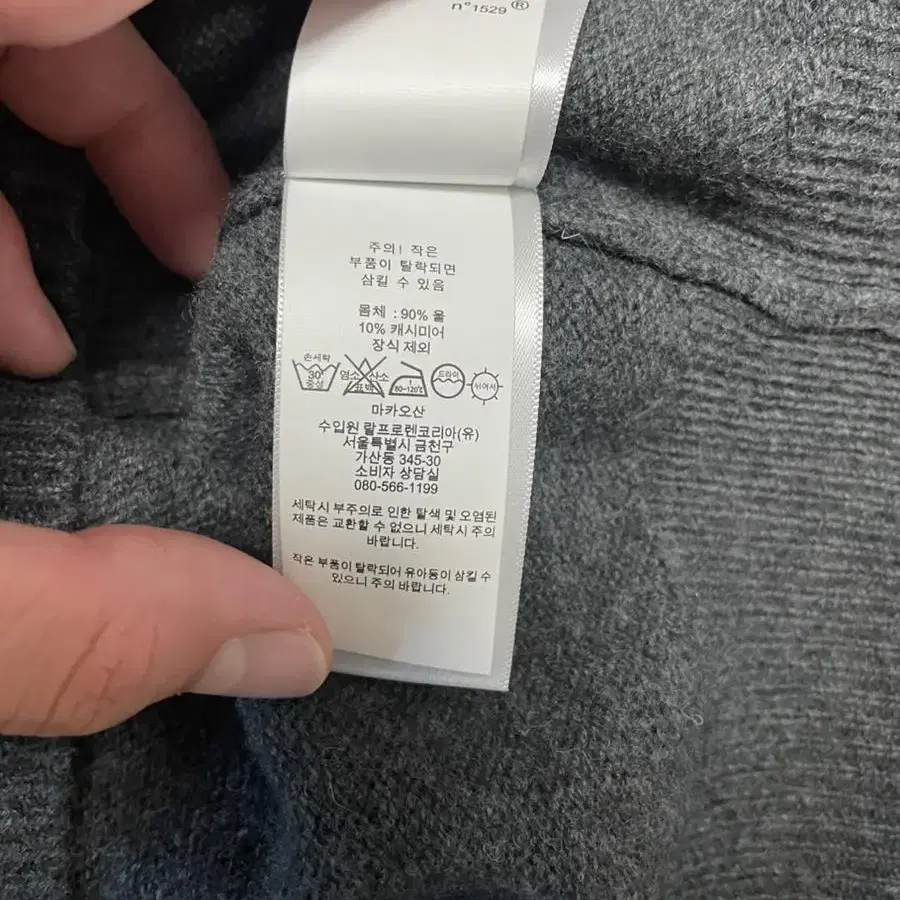 n°1529 ®
주의! 작은
부품이 탈락되면
삼킬 수 있음
몸체 : 90% 울
10% 캐시미어
장식 제외
손세탁
30°
중성
염소 산소
표백
80~120℃
드라이
뉘어서
마카오산
수입원 랄프로렌코리아(유)
서울특별시 금천구
가산동 345-30
소비자 상담실
080-566-1199
세탁시 부주의로 인한 탈색 및 오염된
제품은 교환할 수 없으니 세탁시 주의
바랍니다.
작은 부품이 탈락되어 유아동이 삼킬 수
있으니 주의 바랍니다.